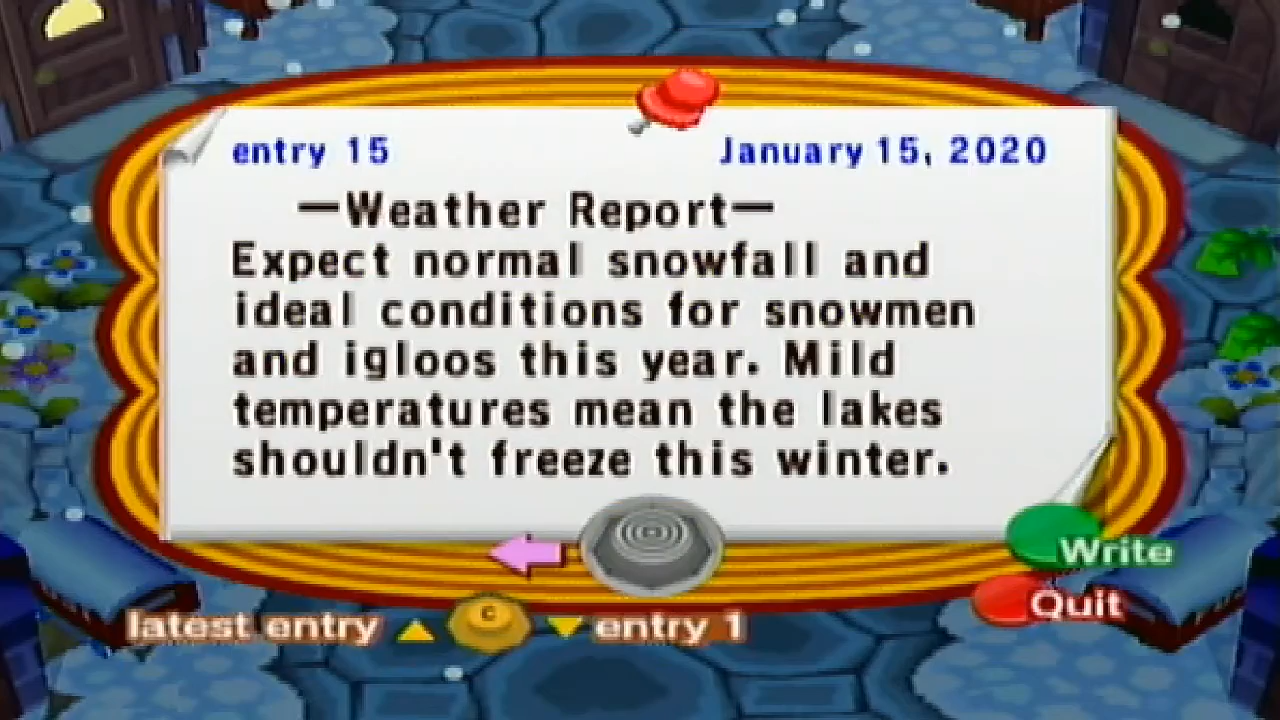 entry 15 January 15, 2020
—Weather Report—
Expect normal snowfall and
ideal conditions for snowmen
and igloos this year. Mild
temperatures mean the lakes
shouldn't freeze this winter.
Write
Quit
latest entry C entry 1